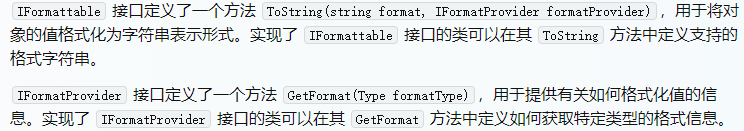 IFormattable 接口定义了一个方法 ToString(string format, IFormatProvider formatProvider)，用于将对
象的值格式化为字符串表示形式。实现了 IFormattable 接口的类可以在其 ToString 方法中定义支持的
格式字符串。
IFormatProvider 接口定义了一个方法 GetFormat(Type formatType)，用于提供有关如何格式化值的信
息。实现了 IFormatProvider 接口的类可以在其 GetFormat 方法中定义如何获取特定类型的格式信息。